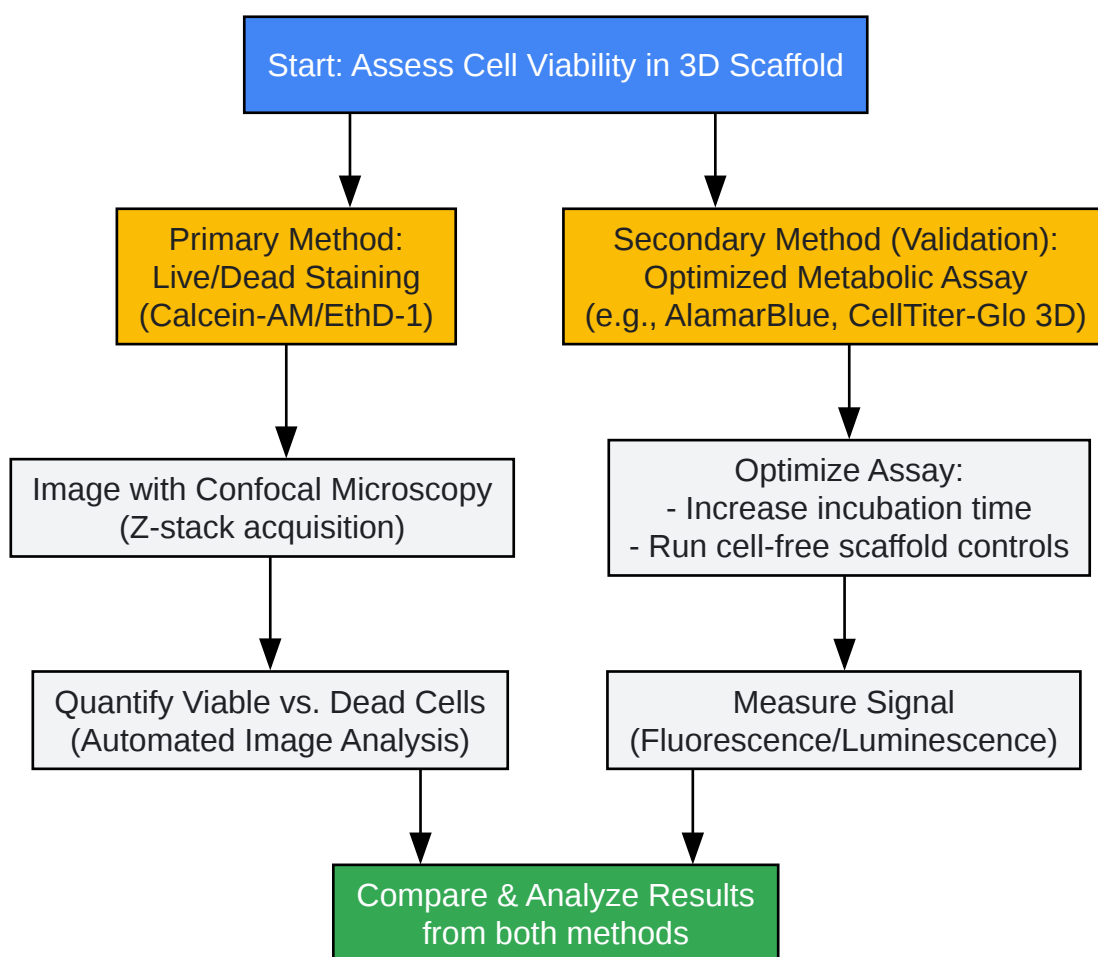 Start: Assess Cell Viability in 3D Scaffold
Primary Method:
Live/Dead Staining
(Calcein-AM/EthD-1)
Secondary Method (Validation):
Optimized Metabolic Assay
(e.g., AlamarBlue, CellTiter-Glo 3D)
Image with Confocal Microscopy
(Z-stack acquisition)
Optimize Assay:
- Increase incubation time
- Run cell-free scaffold controls
Quantify Viable vs. Dead Cells
(Automated Image Analysis)
Measure Signal
(Fluorescence/Luminescence)
Compare & Analyze Results
from both methods